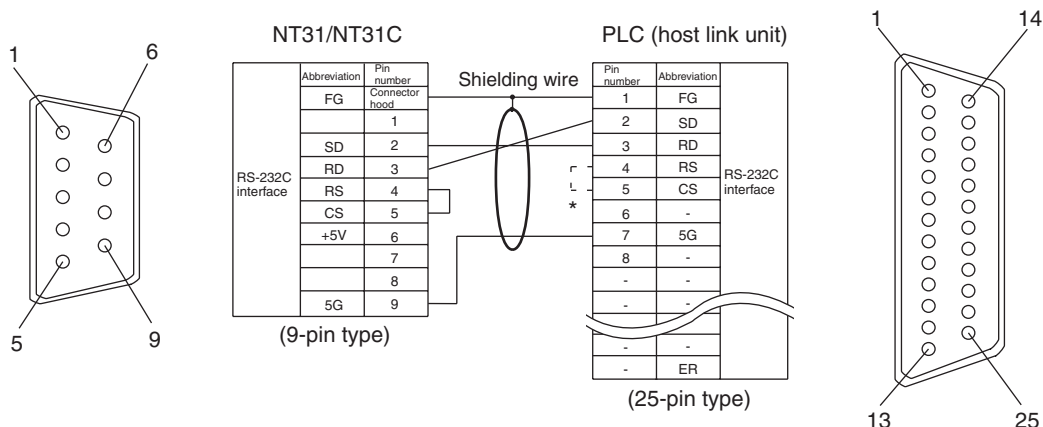 1
6
5
9
NT31/NT31C
Abbreviation
Pin number
FG
Connector hood
1
SD
2
RD
3
RS
4
CS
5
+5V
6
7
8
5G
9
RS-232C interface
(9-pin type)
Shielding wire
*
PLC (host link unit)
Pin number
Abbreviation
1
FG
2
SD
3
RD
4
RS
5
CS
6
-
7
5G
8
-
-
-
-
-
-
-
-
ER
RS-232C interface
(25-pin type)
1
14
13
25